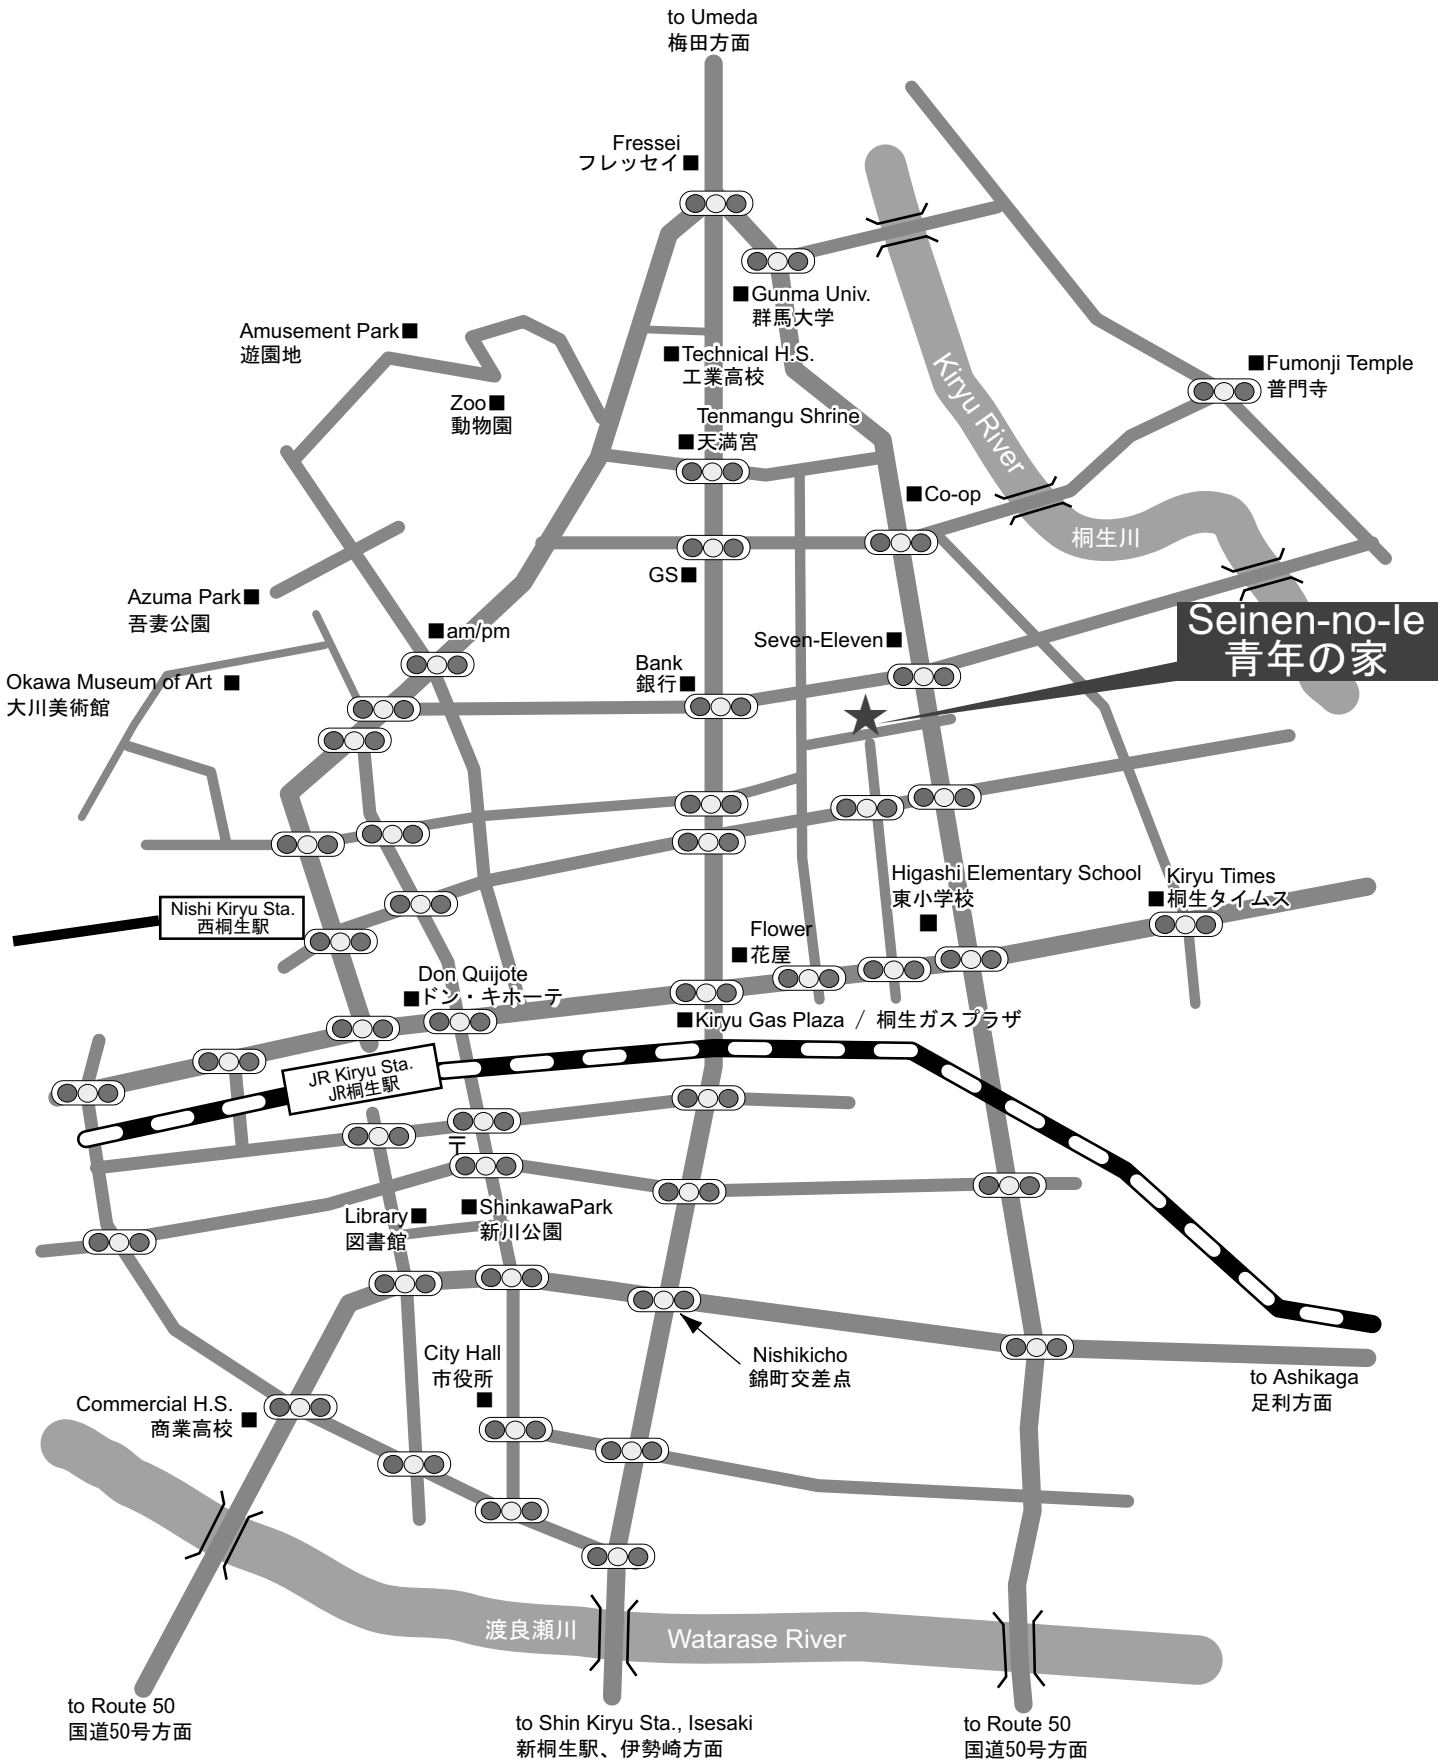 to Umeda
梅田方面
Fressei
フレッセイ
Gunma Univ.
群馬大学
Amusement Park
遊園地
Technical H.S.
工業高校
Kiryu River
Fumonji Temple
普門寺
Zoo
動物園
Tenmangu Shrine
天満宮
Co-op
桐生川
GS
Azuma Park
吾妻公園
am/pm
Seven-Eleven
Seinen-no-Ie
青年の家
Bank
銀行
Okawa Museum of Art
大川美術館
Higashi Elementary School
東小学校
Kiryu Times
桐生タイムス
Nishi Kiryu Sta.
西桐生駅
Flower
花屋
Don Quijote
ドン・キホーテ
Kiryu Gas Plaza / 桐生ガスプラザ
JR Kiryu Sta.
JR桐生駅
〒
Library
図書館
ShinkawaPark
新川公園
City Hall
市役所
Nishikicho
錦町交差点
to Ashikaga
足利方面
Commercial H.S.
商業高校
渡良瀬川
Watarase River
to Route 50
国道50号方面
to Shin Kiryu Sta., Isesaki
新桐生駅、伊勢崎方面
to Route 50
国道50号方面